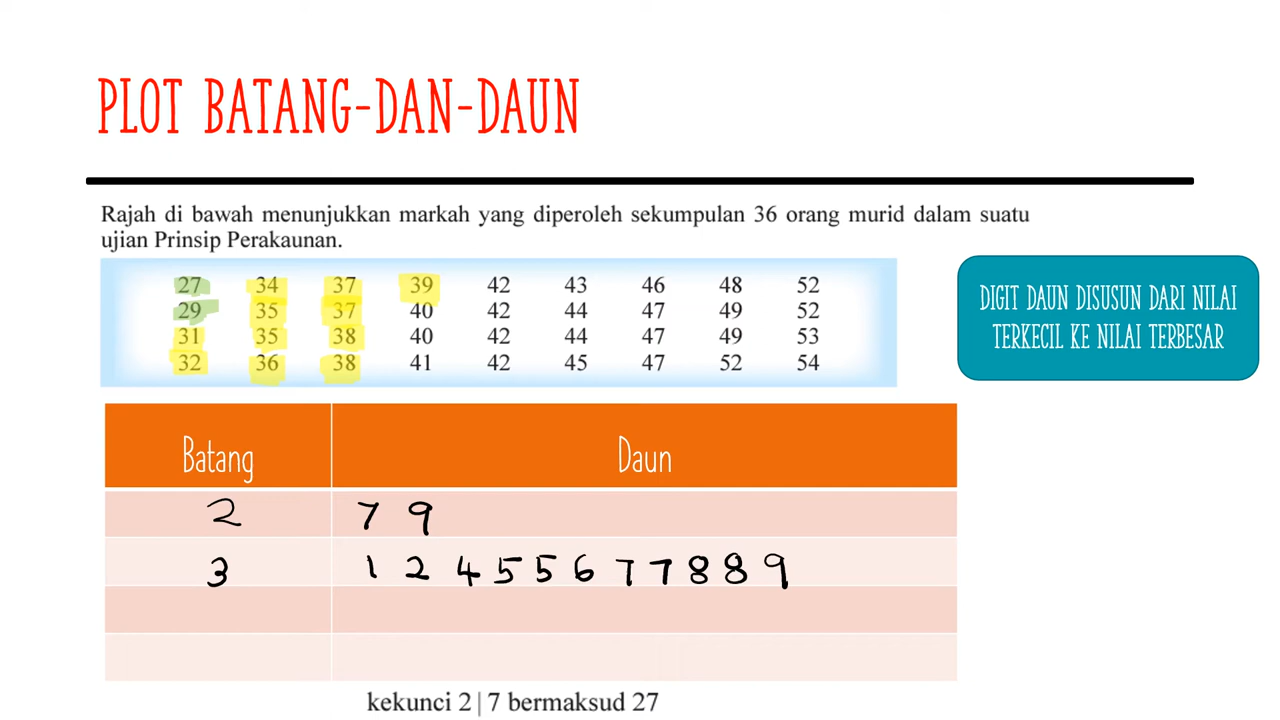 PLOT BATANG-DAN-DAUN
Rajah di bawah menunjukkan markah yang diperoleh sekumpulan 36 orang murid dalam suatu
ujian Prinsip Perakaunan.
27 34 37 39 42 43 46 48 52
29 35 37 40 42 44 47 49 52
31 35 38 40 42 44 47 49 53
32 36 38 41 42 45 47 52 54
DIGIT DAUN DISUSUN DARI NILAI
TERKECIL KE NILAI TERBESAR
Batang Daun
2 7 9
3 1 2 4 5 5 6 7 7 8 8 9
kekunci 2 | 7 bermaksud 27